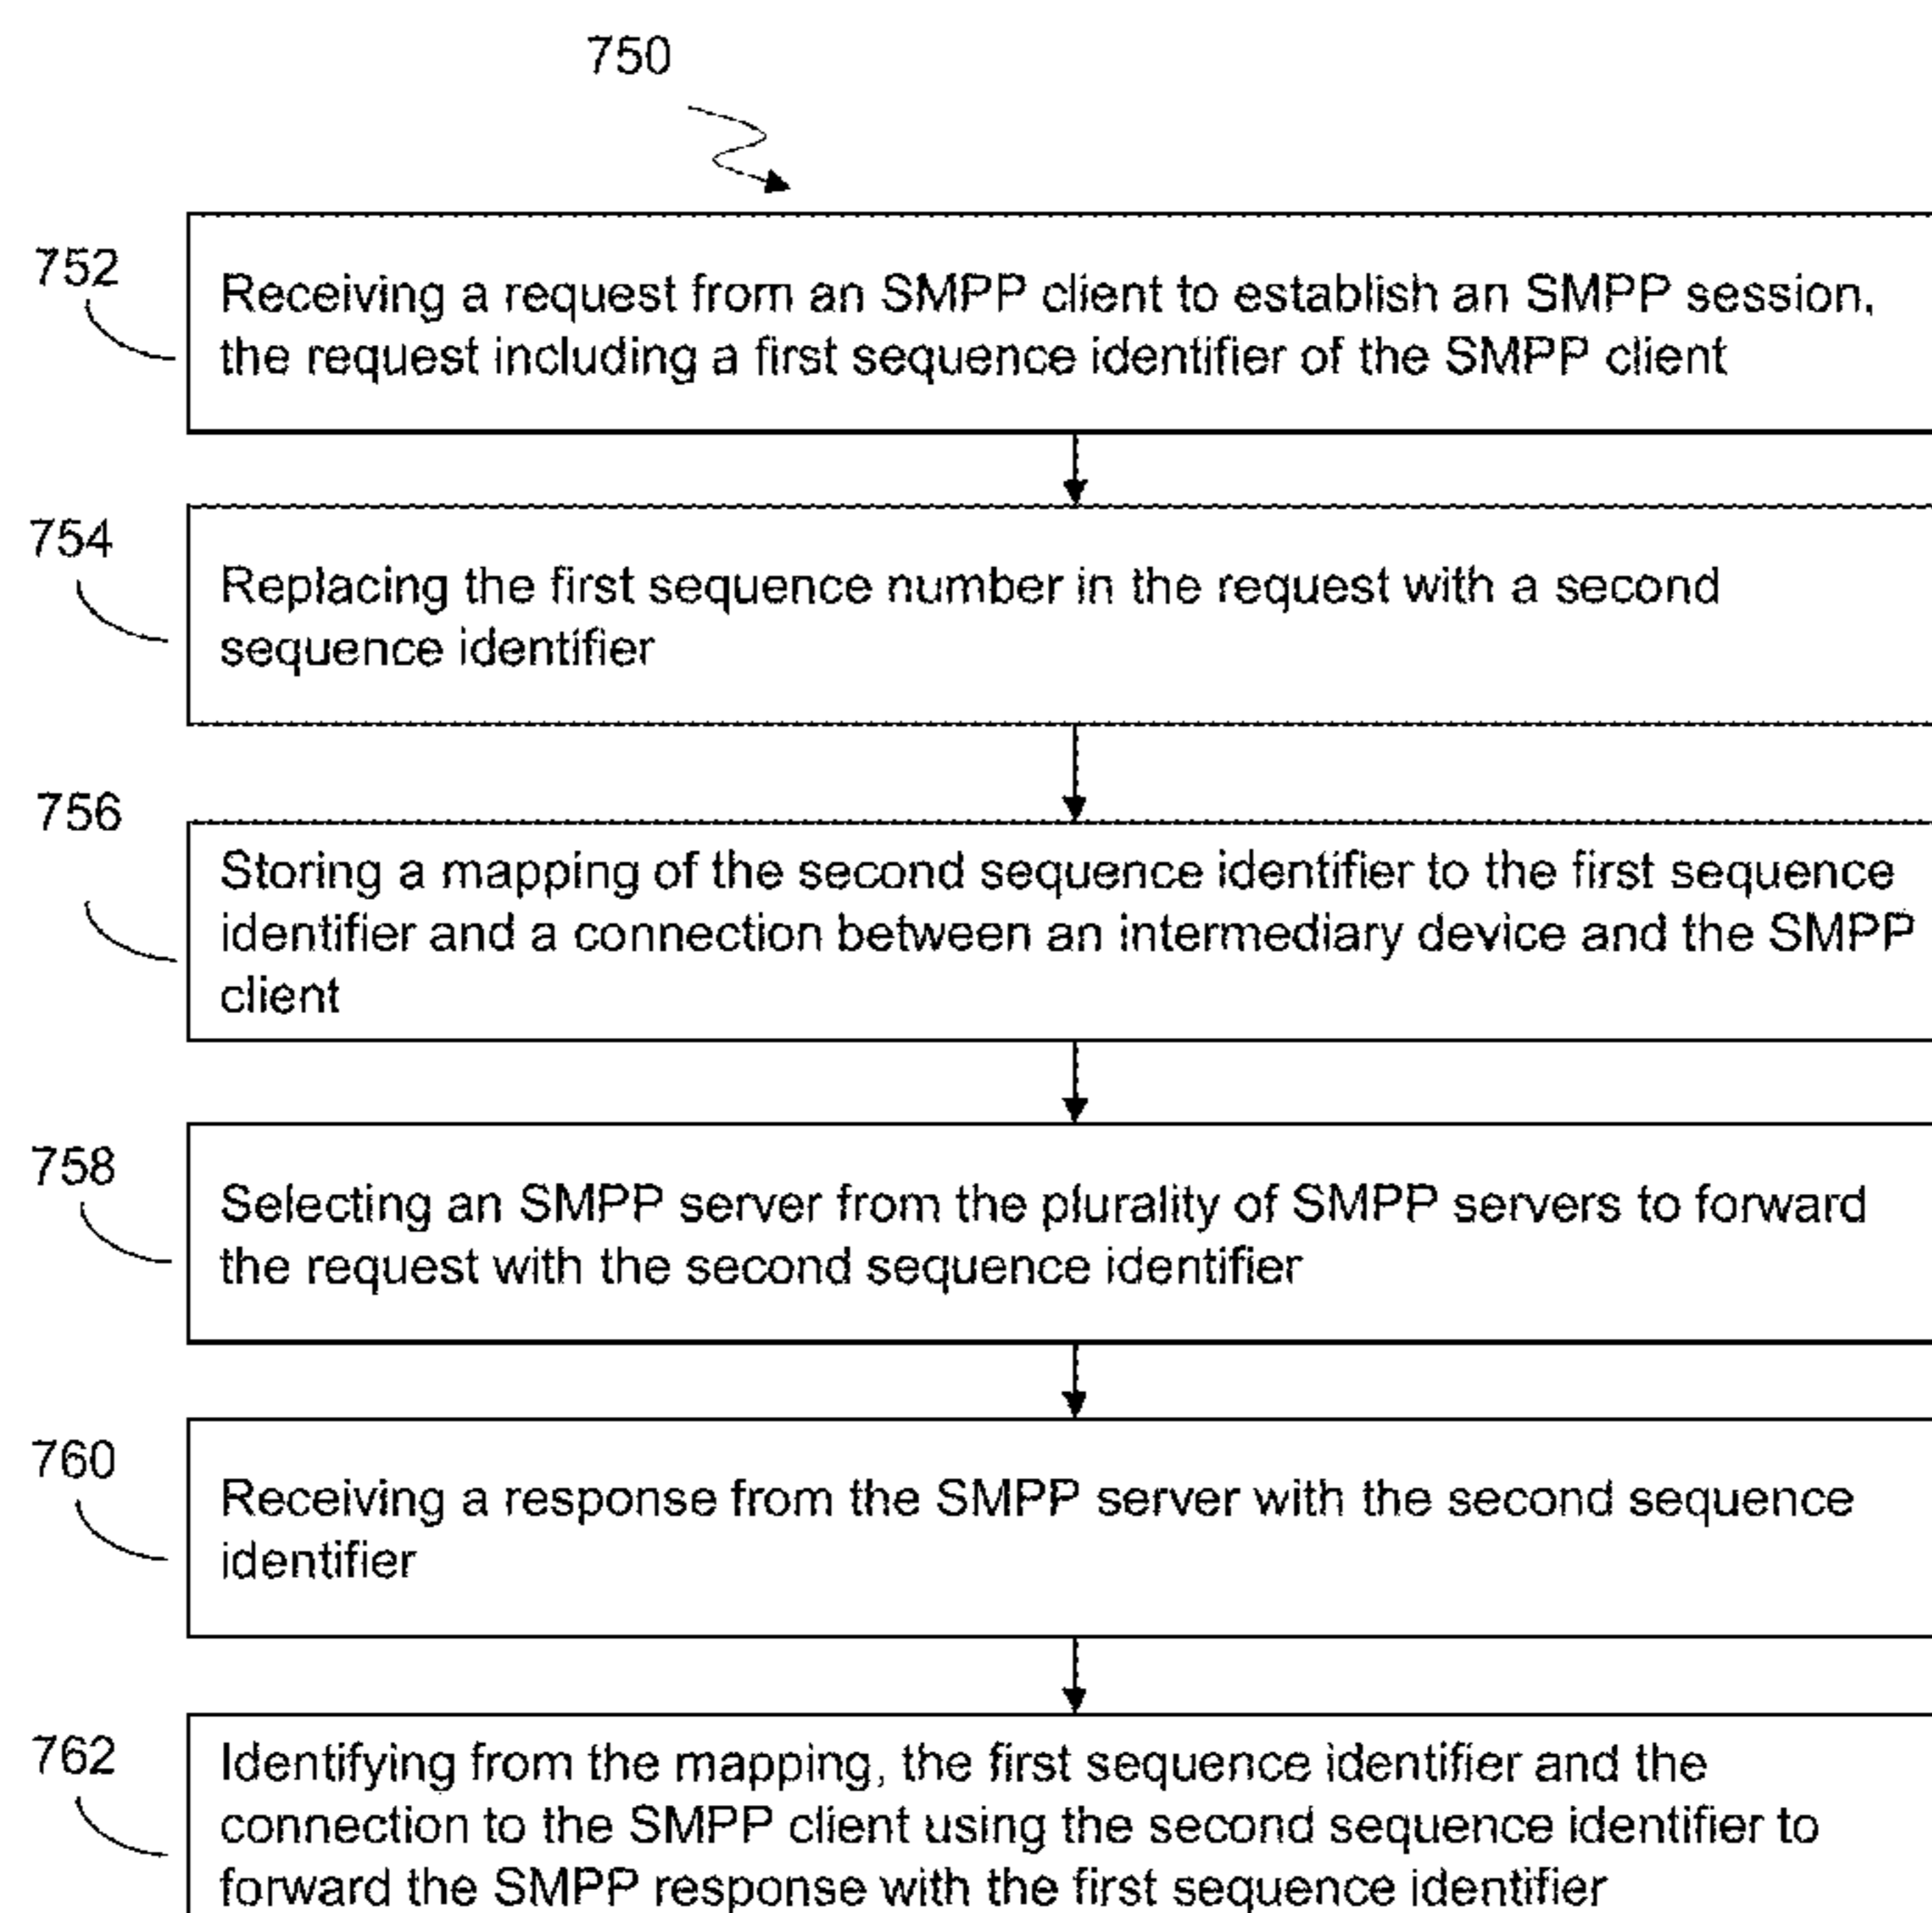 750
752
Receiving a request from an SMPP client to establish an SMPP session,
the request including a first sequence identifier of the SMPP client
754
Replacing the first sequence number in the request with a second
sequence identifier
756
Storing a mapping of the second sequence identifier to the first sequence
identifier and a connection between an intermediary device and the SMPP
client
758
Selecting an SMPP server from the plurality of SMPP servers to forward
the request with the second sequence identifier
760
Receiving a response from the SMPP server with the second sequence
identifier
762
Identifying from the mapping, the first sequence identifier and the
connection to the SMPP client using the second sequence identifier to
forward the SMPP response with the first sequence identifier